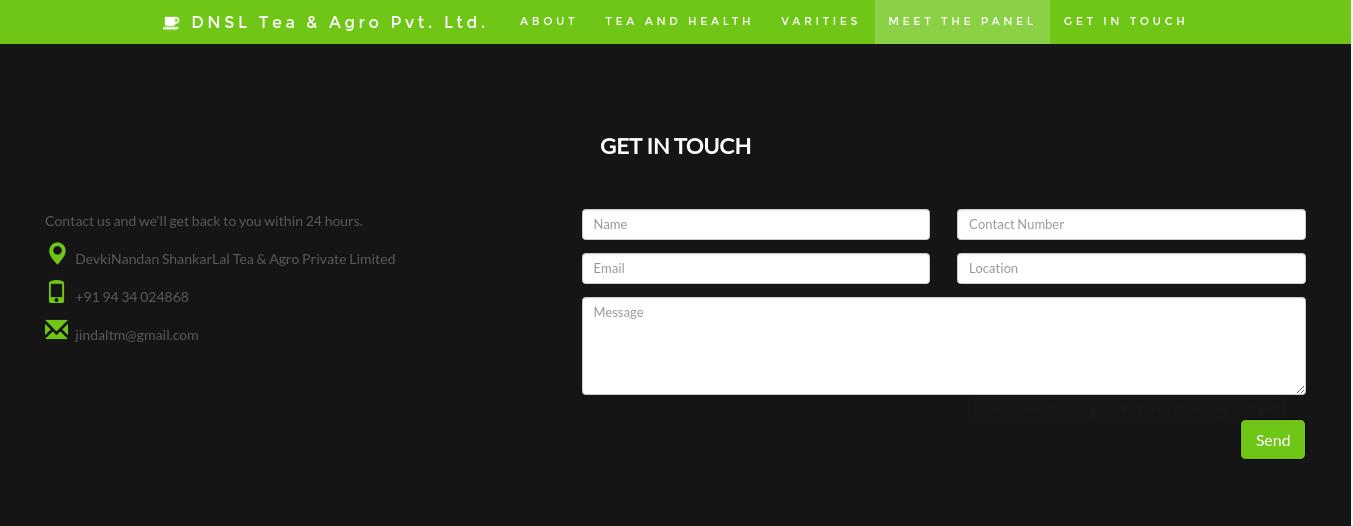 DNSL Tea & Agro Pvt. Ltd. ABOUT TEA AND HEALTH VARITIES MEET THE PANEL GET IN TOUCH
GET IN TOUCH
Contact us and we'll get back to you within 24 hours.
DevkiNandan ShankarLal Tea & Agro Private Limited
+91 94 34 024868
jindaltm@gmail.com
Name
Contact Number
Email
Location
Message
Send